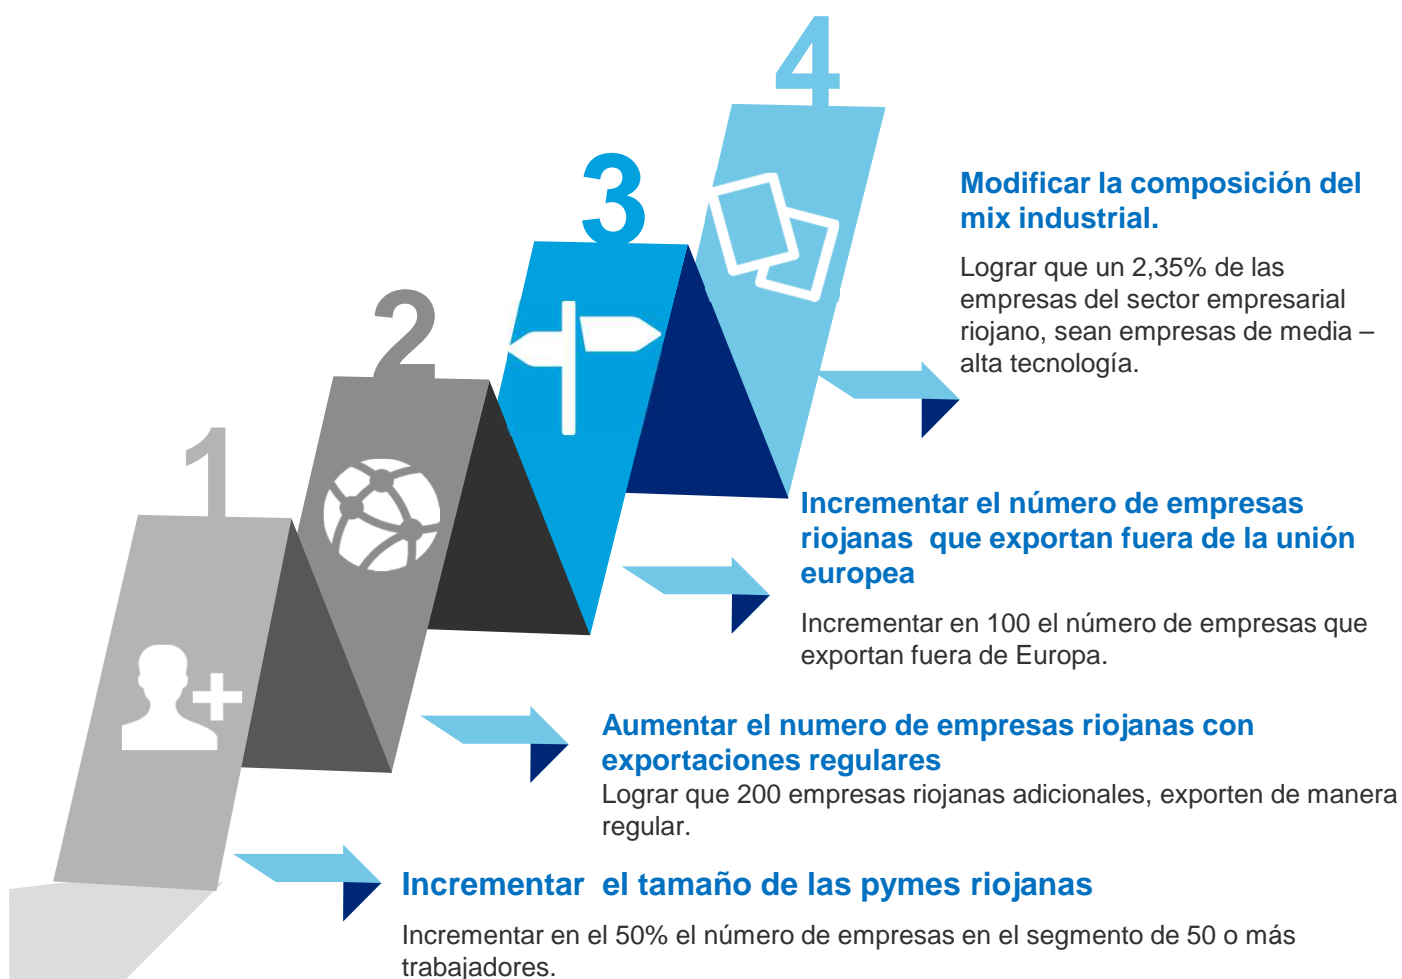 4
Modificar la composición del
mix industrial.
Lograr que un 2,35% de las
empresas del sector empresarial
riojano, sean empresas de media –
alta tecnología.
3
Incrementar el número de empresas
riojanas  que exportan fuera de la unión
europea
Incrementar en 100 el número de empresas que
exportan fuera de Europa.
2
Aumentar el numero de empresas riojanas con
exportaciones regulares
Lograr que 200 empresas riojanas adicionales, exporten de manera
regular.
1
Incrementar  el tamaño de las pymes riojanas
Incrementar en el 50% el número de empresas en el segmento de 50 o más
trabajadores.